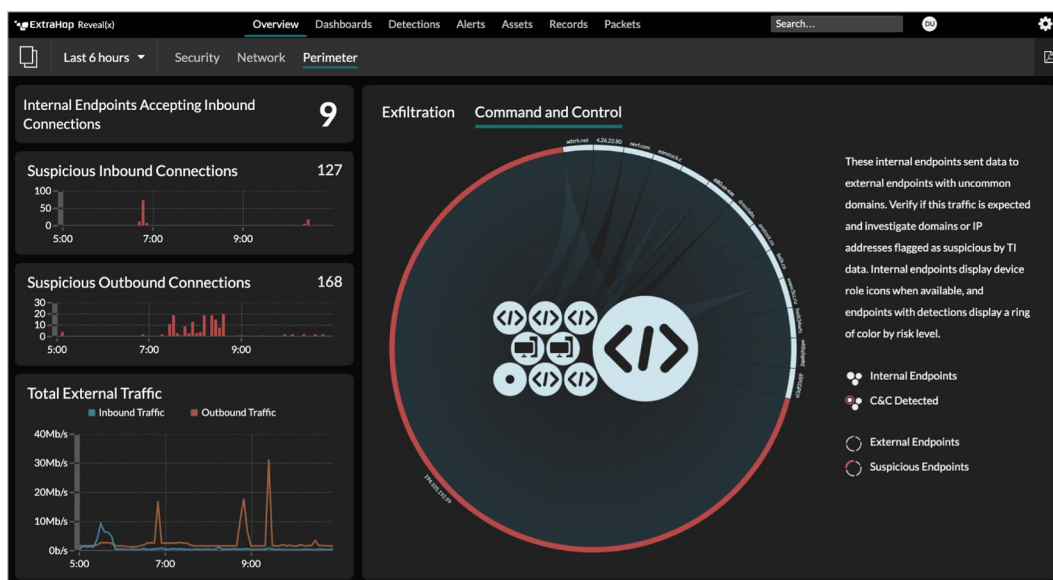 ExtraHop Reveal(x)
Overview Dashboards Detections Alerts Assets Records Packets
Search...
DU
Last 6 hours
Security Network Perimeter
Internal Endpoints Accepting Inbound
Connections
9
Suspicious Inbound Connections 127
100
50
0
5:00 7:00 9:00
Suspicious Outbound Connections 168
30
20
10
0
5:00 7:00 9:00
Total External Traffic
Inbound Traffic Outbound Traffic
40Mb/s
30Mb/s
20Mb/s
10Mb/s
0b/s
5:00 7:00 9:00
Exfiltration Command and Control
4.26.22.80
</>
</> </> </>
</> </>
These internal endpoints sent data to
external endpoints with uncommon
domains. Verify if this traffic is expected
and investigate domains or IP
addresses flagged as suspicious by TI
data. Internal endpoints display device
role icons when available, and
endpoints with detections display a ring
of color by risk level.
Internal Endpoints
C&C Detected
External Endpoints
Suspicious Endpoints